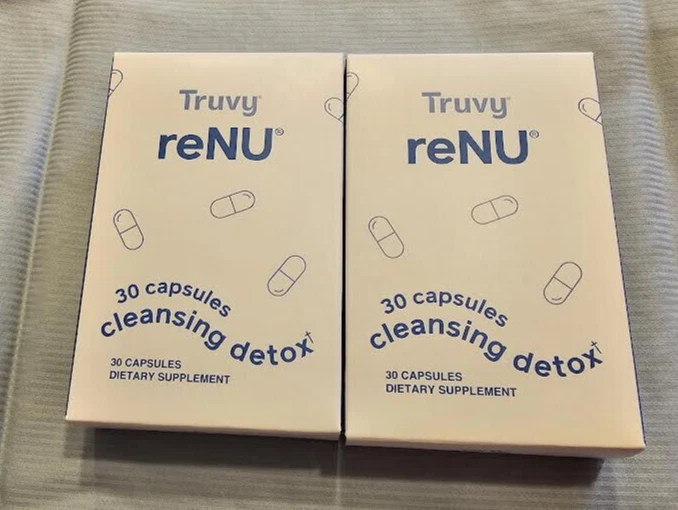 Truvy®
reNU®
30 capsules
cleansing detox†
30 CAPSULES
DIETARY SUPPLEMENT
Truvy®
reNU®
30 capsules
cleansing detox†
30 CAPSULES
DIETARY SUPPLEMENT